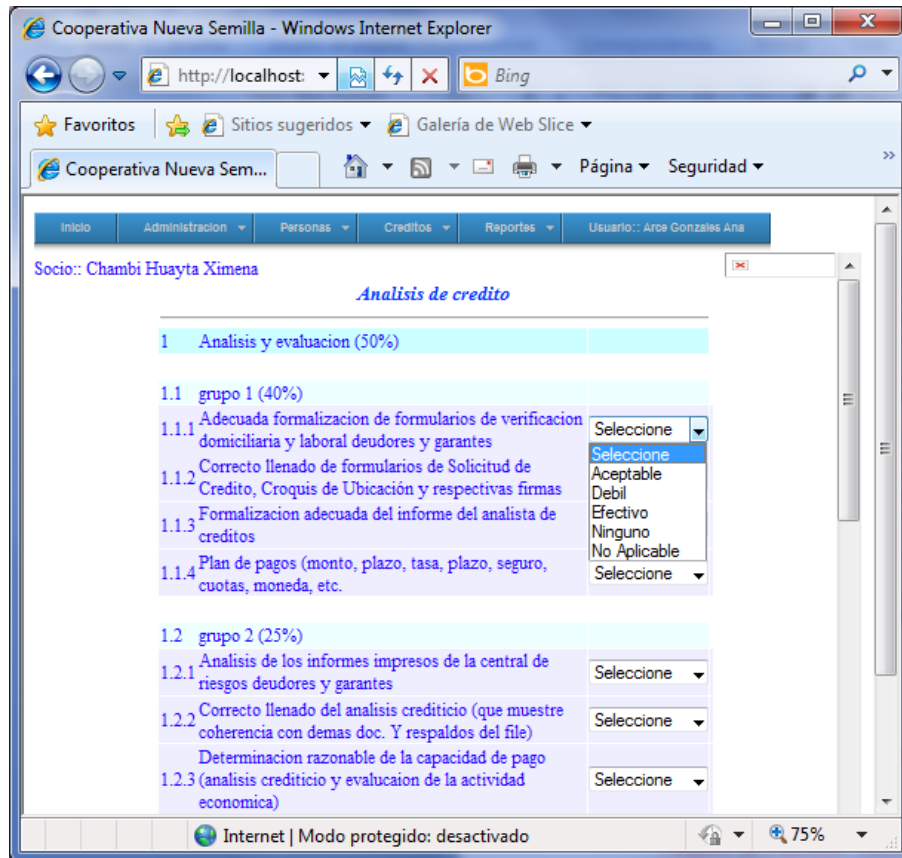 Cooperativa Nueva Semilla - Windows Internet Explorer
http://localhost:
Bing
Favoritos
Sitios sugeridos
Galería de Web Slice
Cooperativa Nueva Sem...
Página
Seguridad
Inicio
Administracion
Personas
Creditos
Reportes
Usuario:: Arce Gonzales Ana
Socio:: Chambi Huayta Ximena
Analisis de credito
1 Analisis y evaluacion (50%)
1.1 grupo 1 (40%)
1.1.1 Adecuada formalizacion de formularios de verificacion
domiciliaria y laboral deudores y garantes
Seleccione
Seleccione
Aceptable
Debil
Efectivo
Ninguno
No Aplicable
1.1.2 Correcto llenado de formularios de Solicitud de
Credito, Croquis de Ubicación y respectivas firmas
1.1.3 Formalizacion adecuada del informe del analista de
creditos
1.1.4 Plan de pagos (monto, plazo, tasa, plazo, seguro,
cuotas, moneda, etc.
Seleccione
1.2 grupo 2 (25%)
1.2.1 Analisis de los informes impresos de la central de
riesgos deudores y garantes
Seleccione
1.2.2 Correcto llenado del analisis crediticio (que muestre
coherencia con demas doc. Y respaldos del file)
Seleccione
1.2.3 Determinacion razonable de la capacidad de pago
(analisis crediticio y evalucaion de la actividad
economica)
Seleccione
Internet | Modo protegido: desactivado
75%